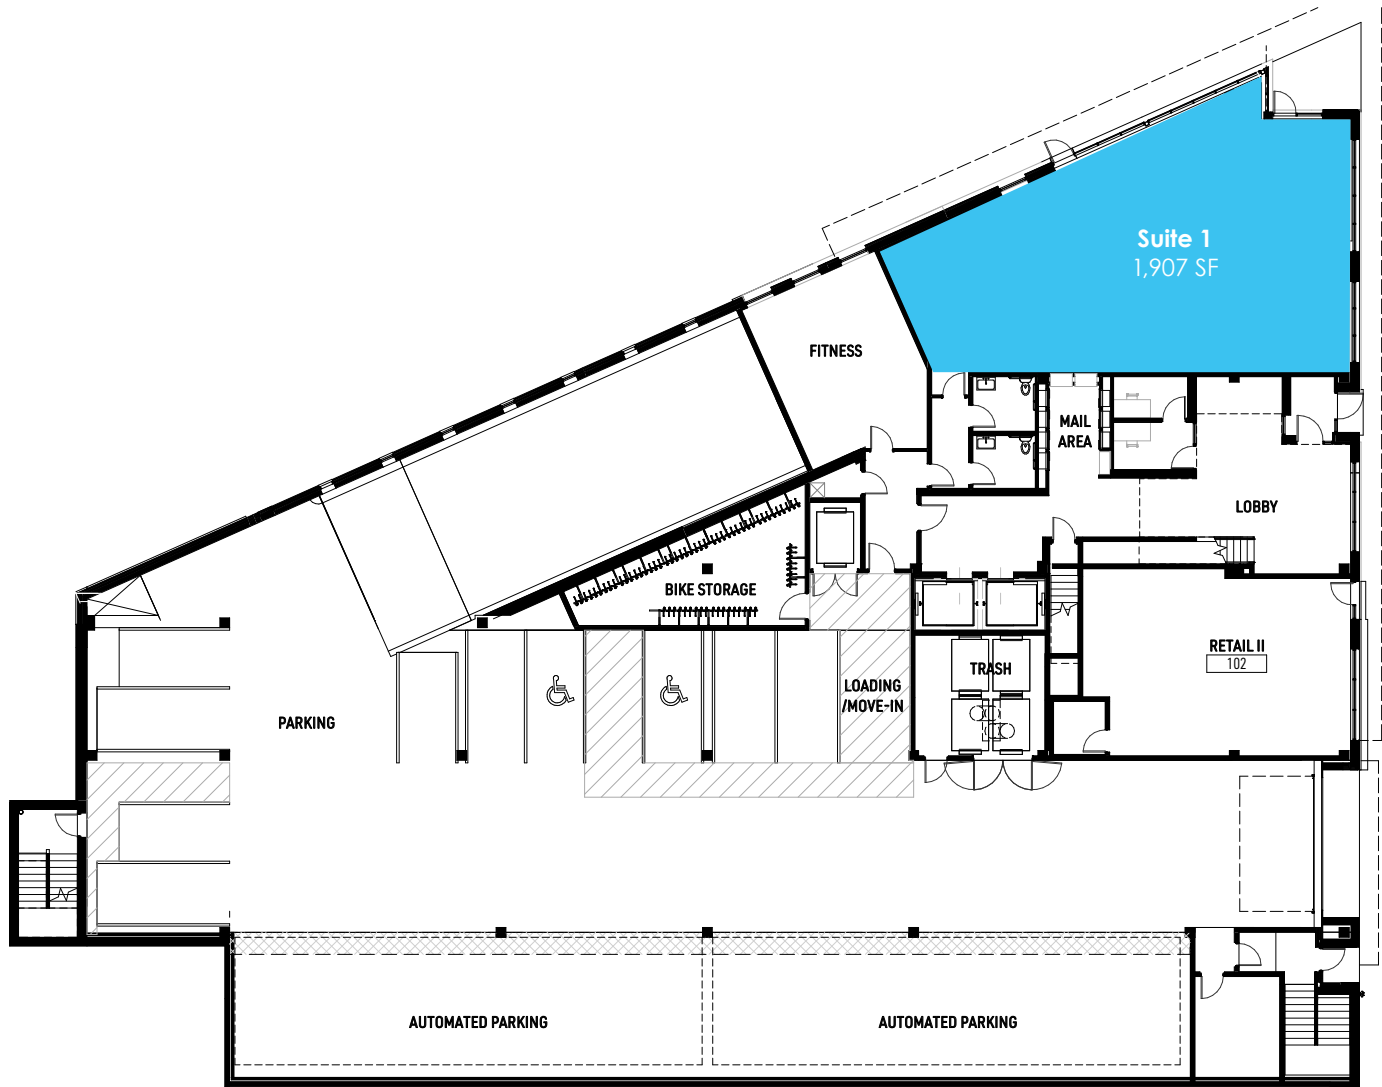 Suite 1
1,907 SF
FITNESS
MAIL
AREA
LOBBY
BIKE STORAGE
RETAIL II
102
TRASH
LOADING
/MOVE-IN
PARKING
AUTOMATED PARKING
AUTOMATED PARKING